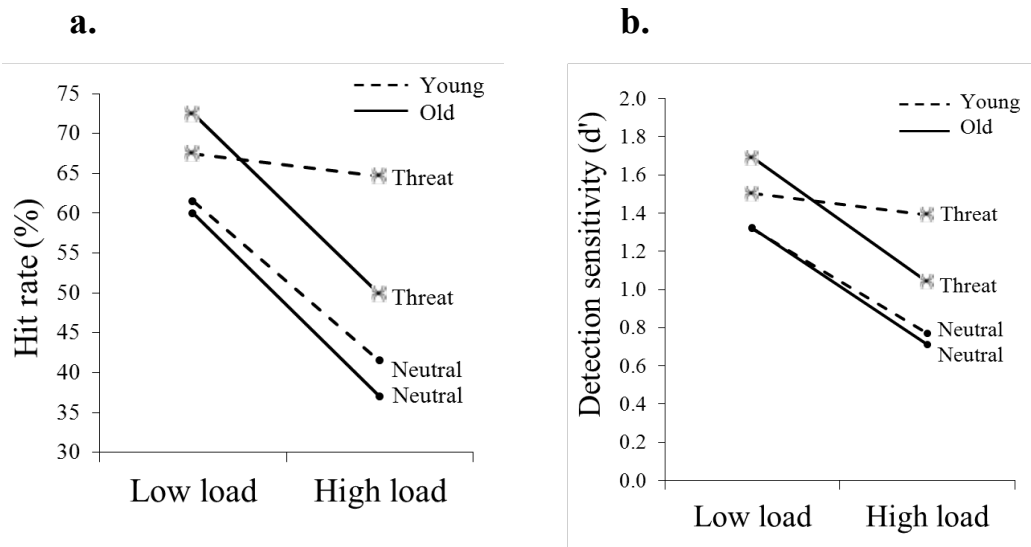 a.
Hit rate (%)
75
70
65
60
55
50
45
40
35
30
Young
Old
Threat
Threat
Neutral
Neutral
Low load
High load
b.
Detection sensitivity (d')
2.0
1.8
1.6
1.4
1.2
1.0
0.8
0.6
0.4
0.2
0.0
Young
Old
Threat
Threat
Neutral
Neutral
Low load
High load